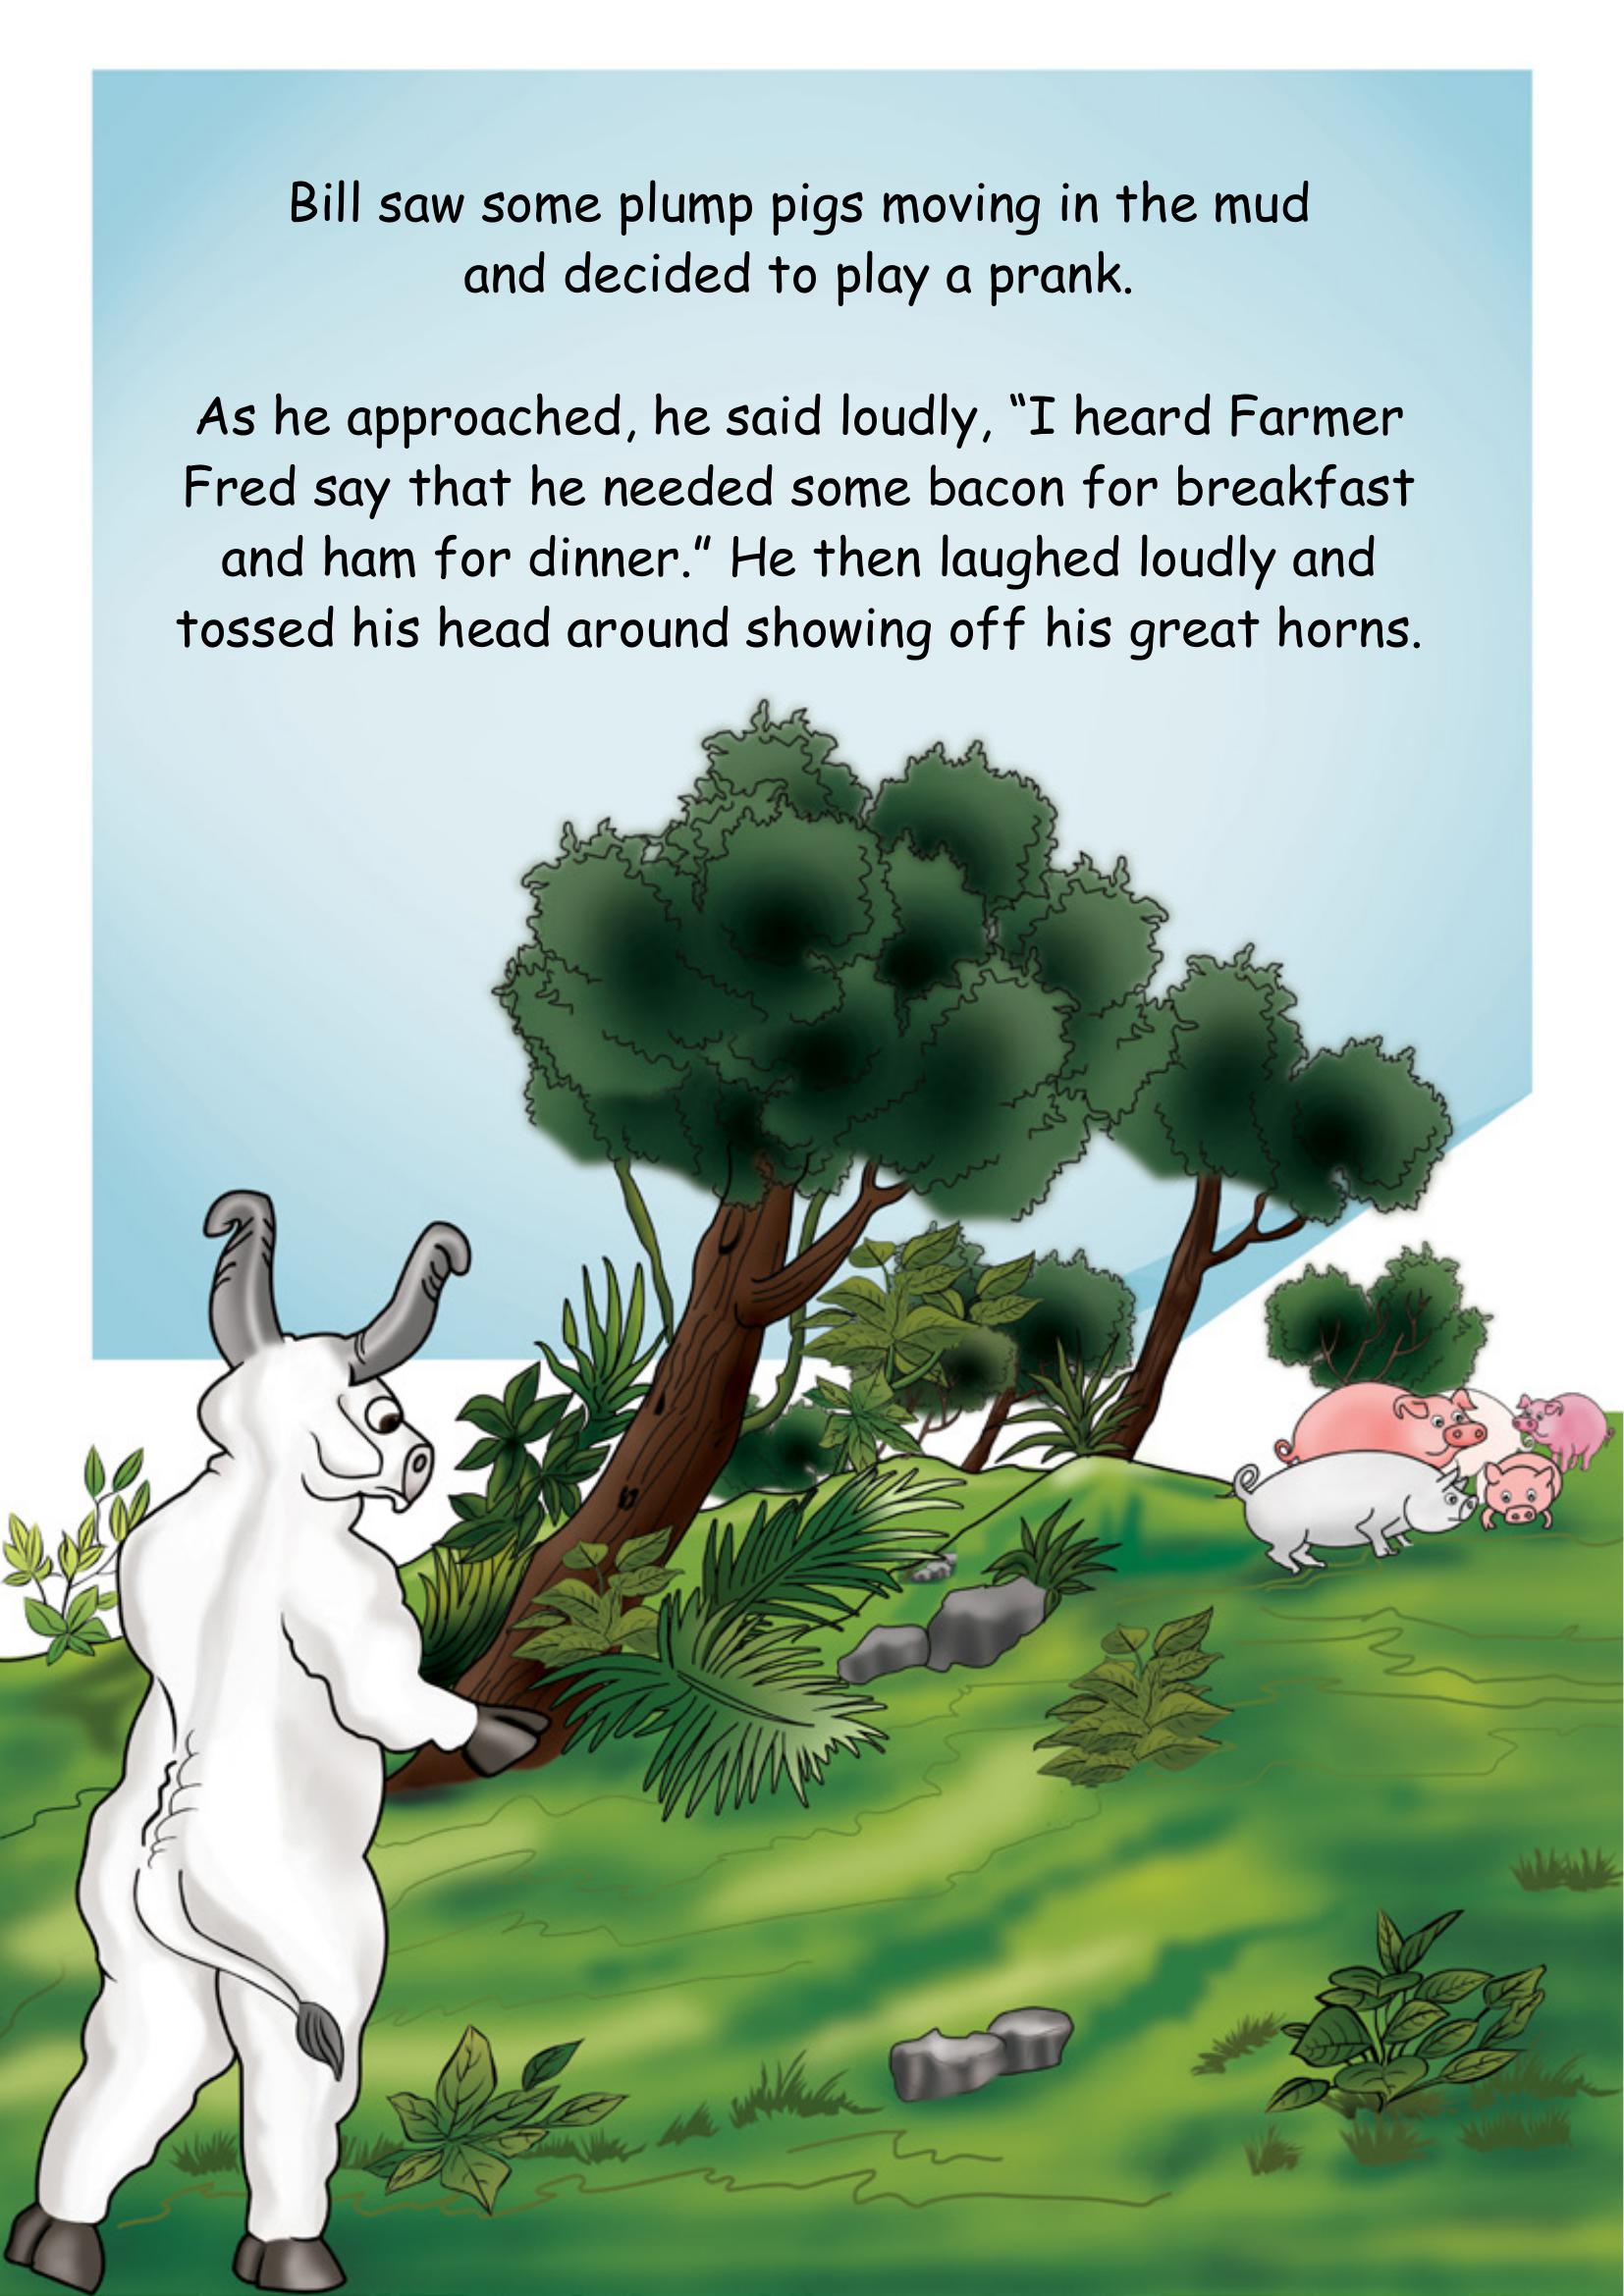 Bill saw some plump pigs moving in the mud
and decided to play a prank.
As he approached, he said loudly, “I heard Farmer
Fred say that he needed some bacon for breakfast
and ham for dinner.” He then laughed loudly and
tossed his head around showing off his great horns.